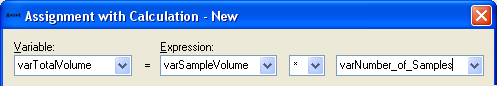 Assignment with Calculation - New
Variable: Expression:
varTotalVolume = varSampleVolume * varNumber_of_Samples